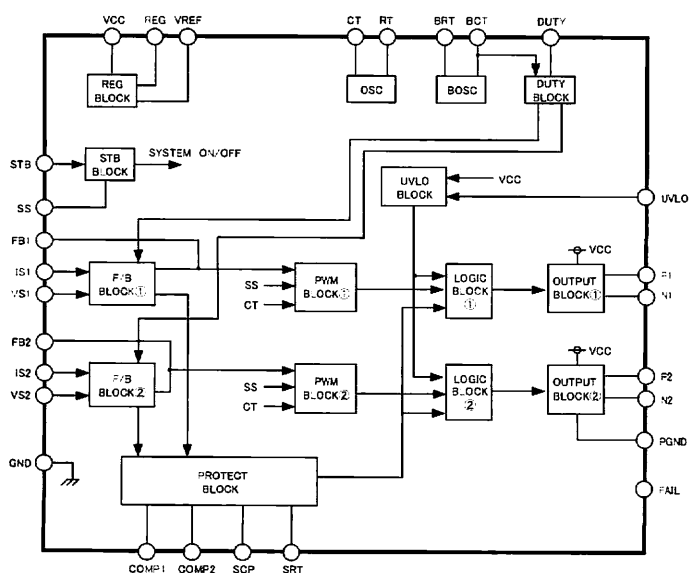 VCC REG VREF CT RT BRT BCT DUTY
REG
BLOCK
OSC
BOSC
DUTY
BLOCK
STB
STB
BLOCK
SYSTEM ON/OFF
SS
UVLO
BLOCK
VCC
UVLO
FB1
IS1
VS1
F/B
BLOCK①
SS
CT
PWM
BLOCK①
LOGIC
BLOCK
①
VCC
OUTPUT
BLOCK①
P1
N1
FB2
IS2
VS2
F/B
BLOCK②
SS
CT
PWM
BLOCK②
LOGIC
BLOCK
②
VCC
OUTPUT
BLOCK②
P2
N2
PGND
GND
PROTECT
BLOCK
FAIL
COMP1 COMP2 SCP SRT